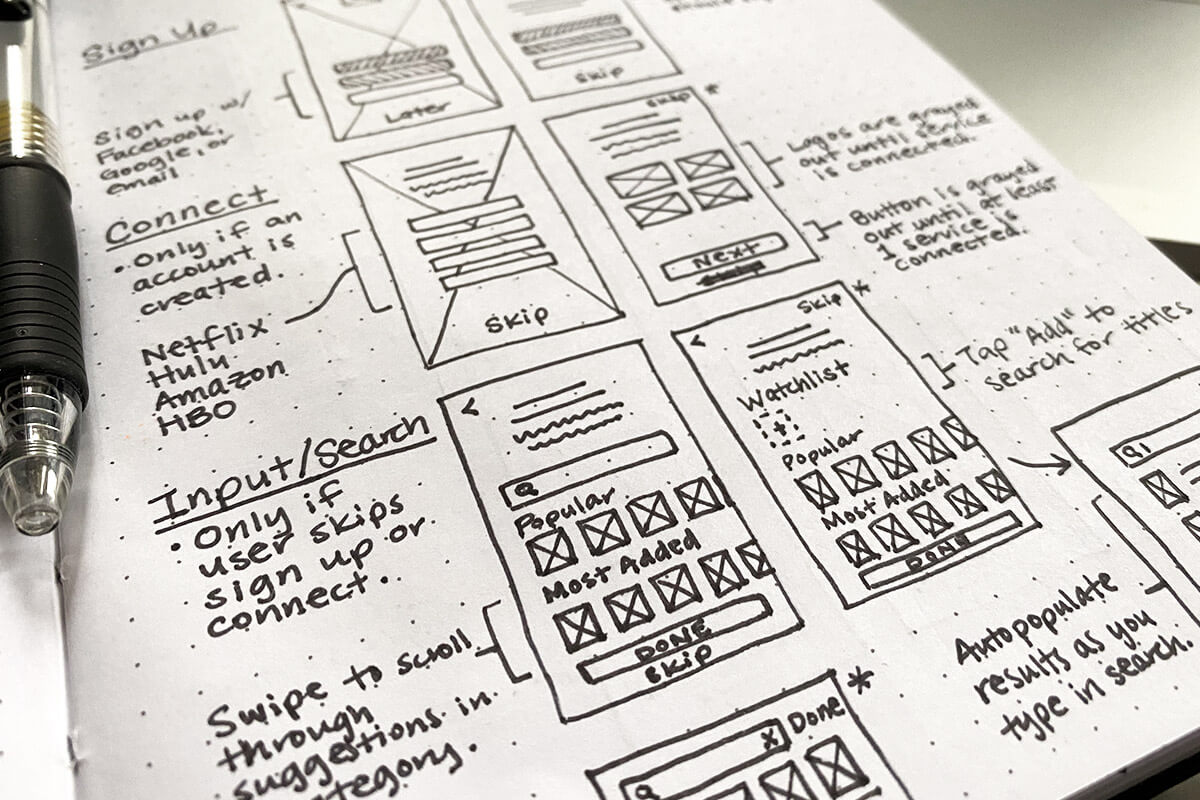 Sign Up
Sign up w/
Facebook,
Google, or
email
Later
Skip
Connect
• Only if an
account is
created.
Netflix
Hulu
Amazon
HBO
Skip
Skip *
Next
Logos are grayed
out until service
is connected.
Button is grayed
out until at least
1 service is
connected.
Input/Search
• Only if
user skips
sign up or
connect.
Swipe to scroll
through
suggestions in
<
Popular
Most Added
DONE
Skip
<
Skip *
Watchlist
+
Popular
Most Added
DONE
Tap "Add" to
search for titles
Autopopulate
results as you
type in search.
x Done *